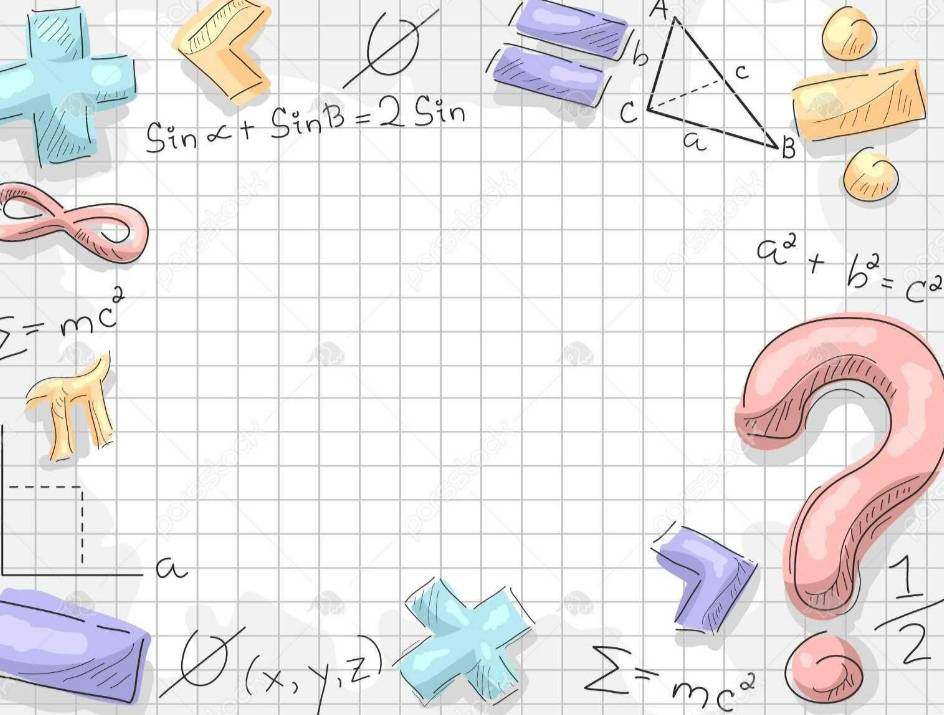 ∅
Sin α + Sin B = 2 Sin
A
b
c
C
a
B
a² + b² = c²
Σ = mc²
π
a
1/2
∅ (x, y, z)
Σ = mc²